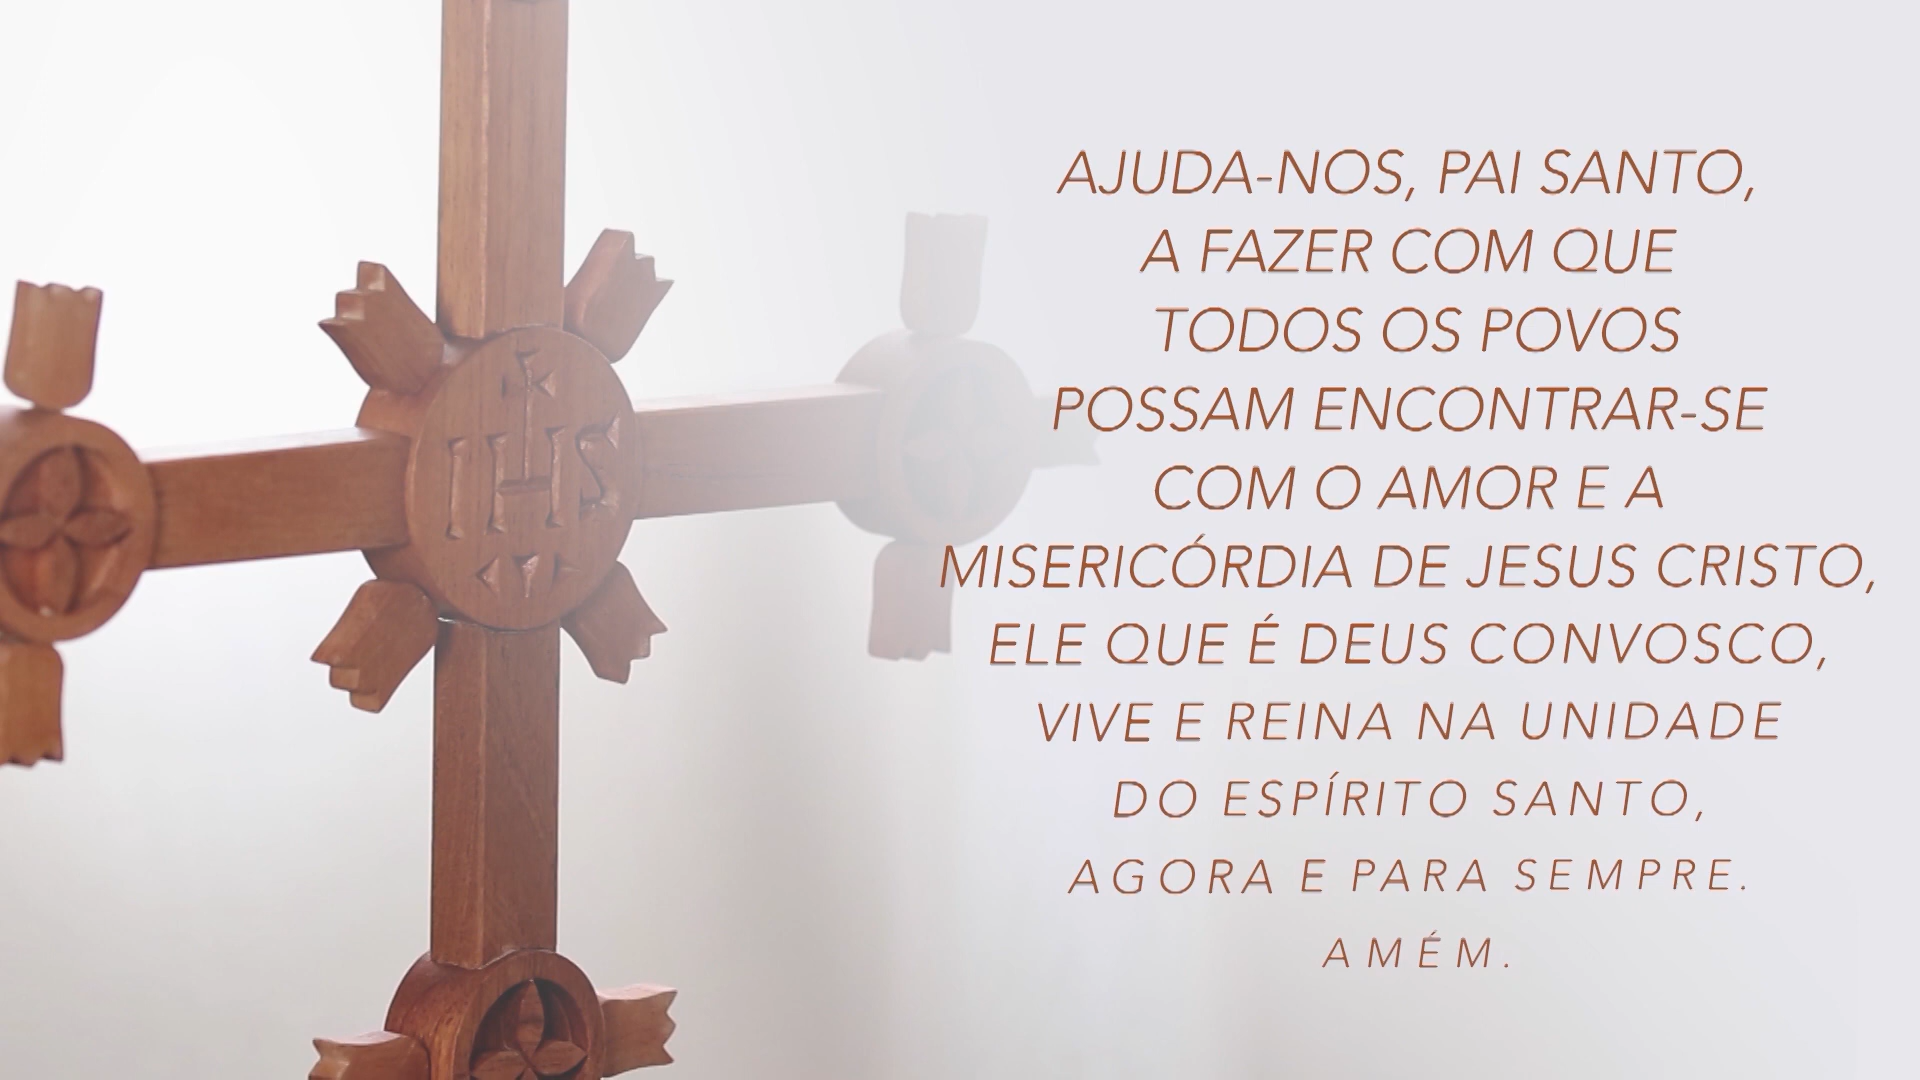 IHS
AJUDA-NOS, PAI SANTO,
A FAZER COM QUE
TODOS OS POVOS
POSSAM ENCONTRAR-SE
COM O AMOR E A
MISERICÓRDIA DE JESUS CRISTO,
ELE QUE É DEUS CONVOSCO,
VIVE E REINA NA UNIDADE
DO ESPÍRITO SANTO,
AGORA E PARA SEMPRE.
AMÉM.